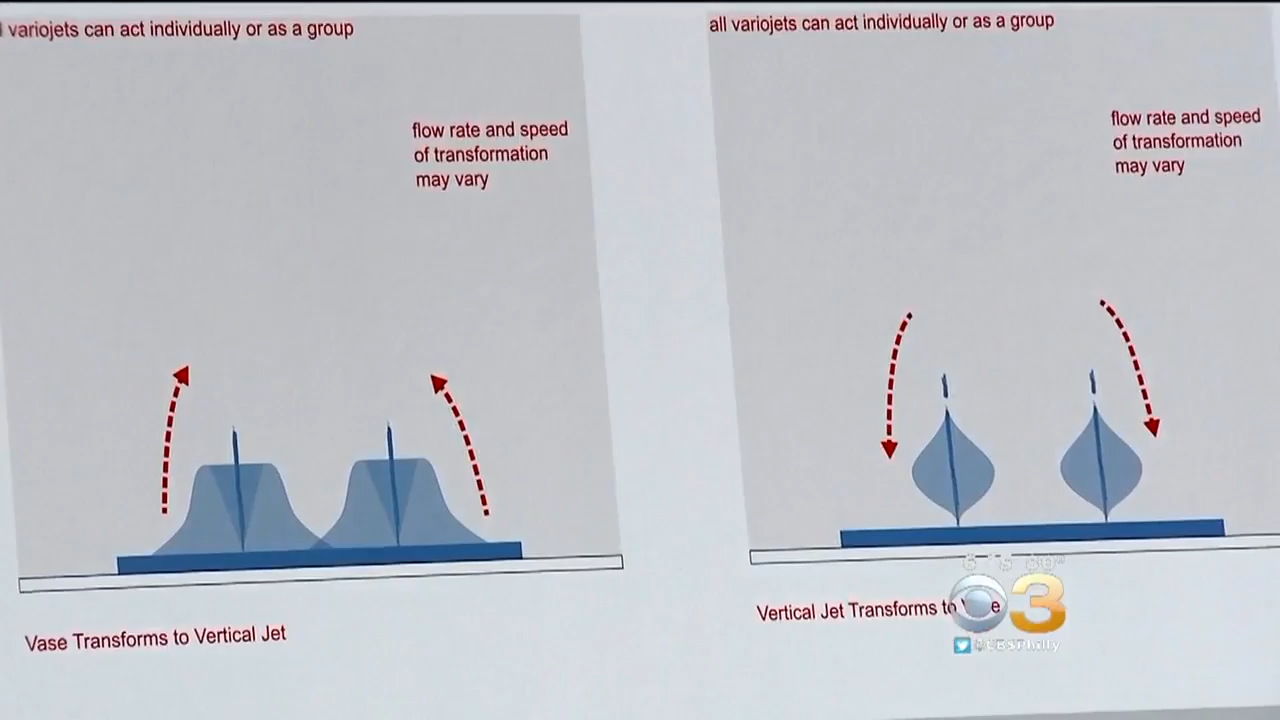 variojets can act individually or as a group
flow rate and speed
of transformation
may vary
Vase Transforms to Vertical Jet
all variojets can act individually or as a group
flow rate and speed
of transformation
may vary
Vertical Jet Transforms to
3
@CBSPhilly